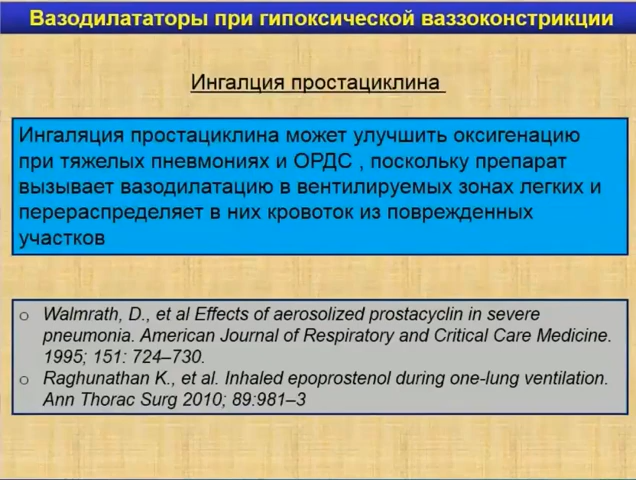 Вазодилататоры при гипоксической ваззоконстрикции
Ингалция простациклина
Ингаляция простациклина может улучшить оксигенацию
при тяжелых пневмониях и ОРДС , поскольку препарат
вызывает вазодилатацию в вентилируемых зонах легких и
перераспределяет в них кровоток из поврежденных
участков
o Walmrath, D., et al Effects of aerosolized prostacyclin in severe
pneumonia. American Journal of Respiratory and Critical Care Medicine.
1995; 151: 724–730.
o Raghunathan K., et al. Inhaled epoprostenol during one-lung ventilation.
Ann Thorac Surg 2010; 89:981–3